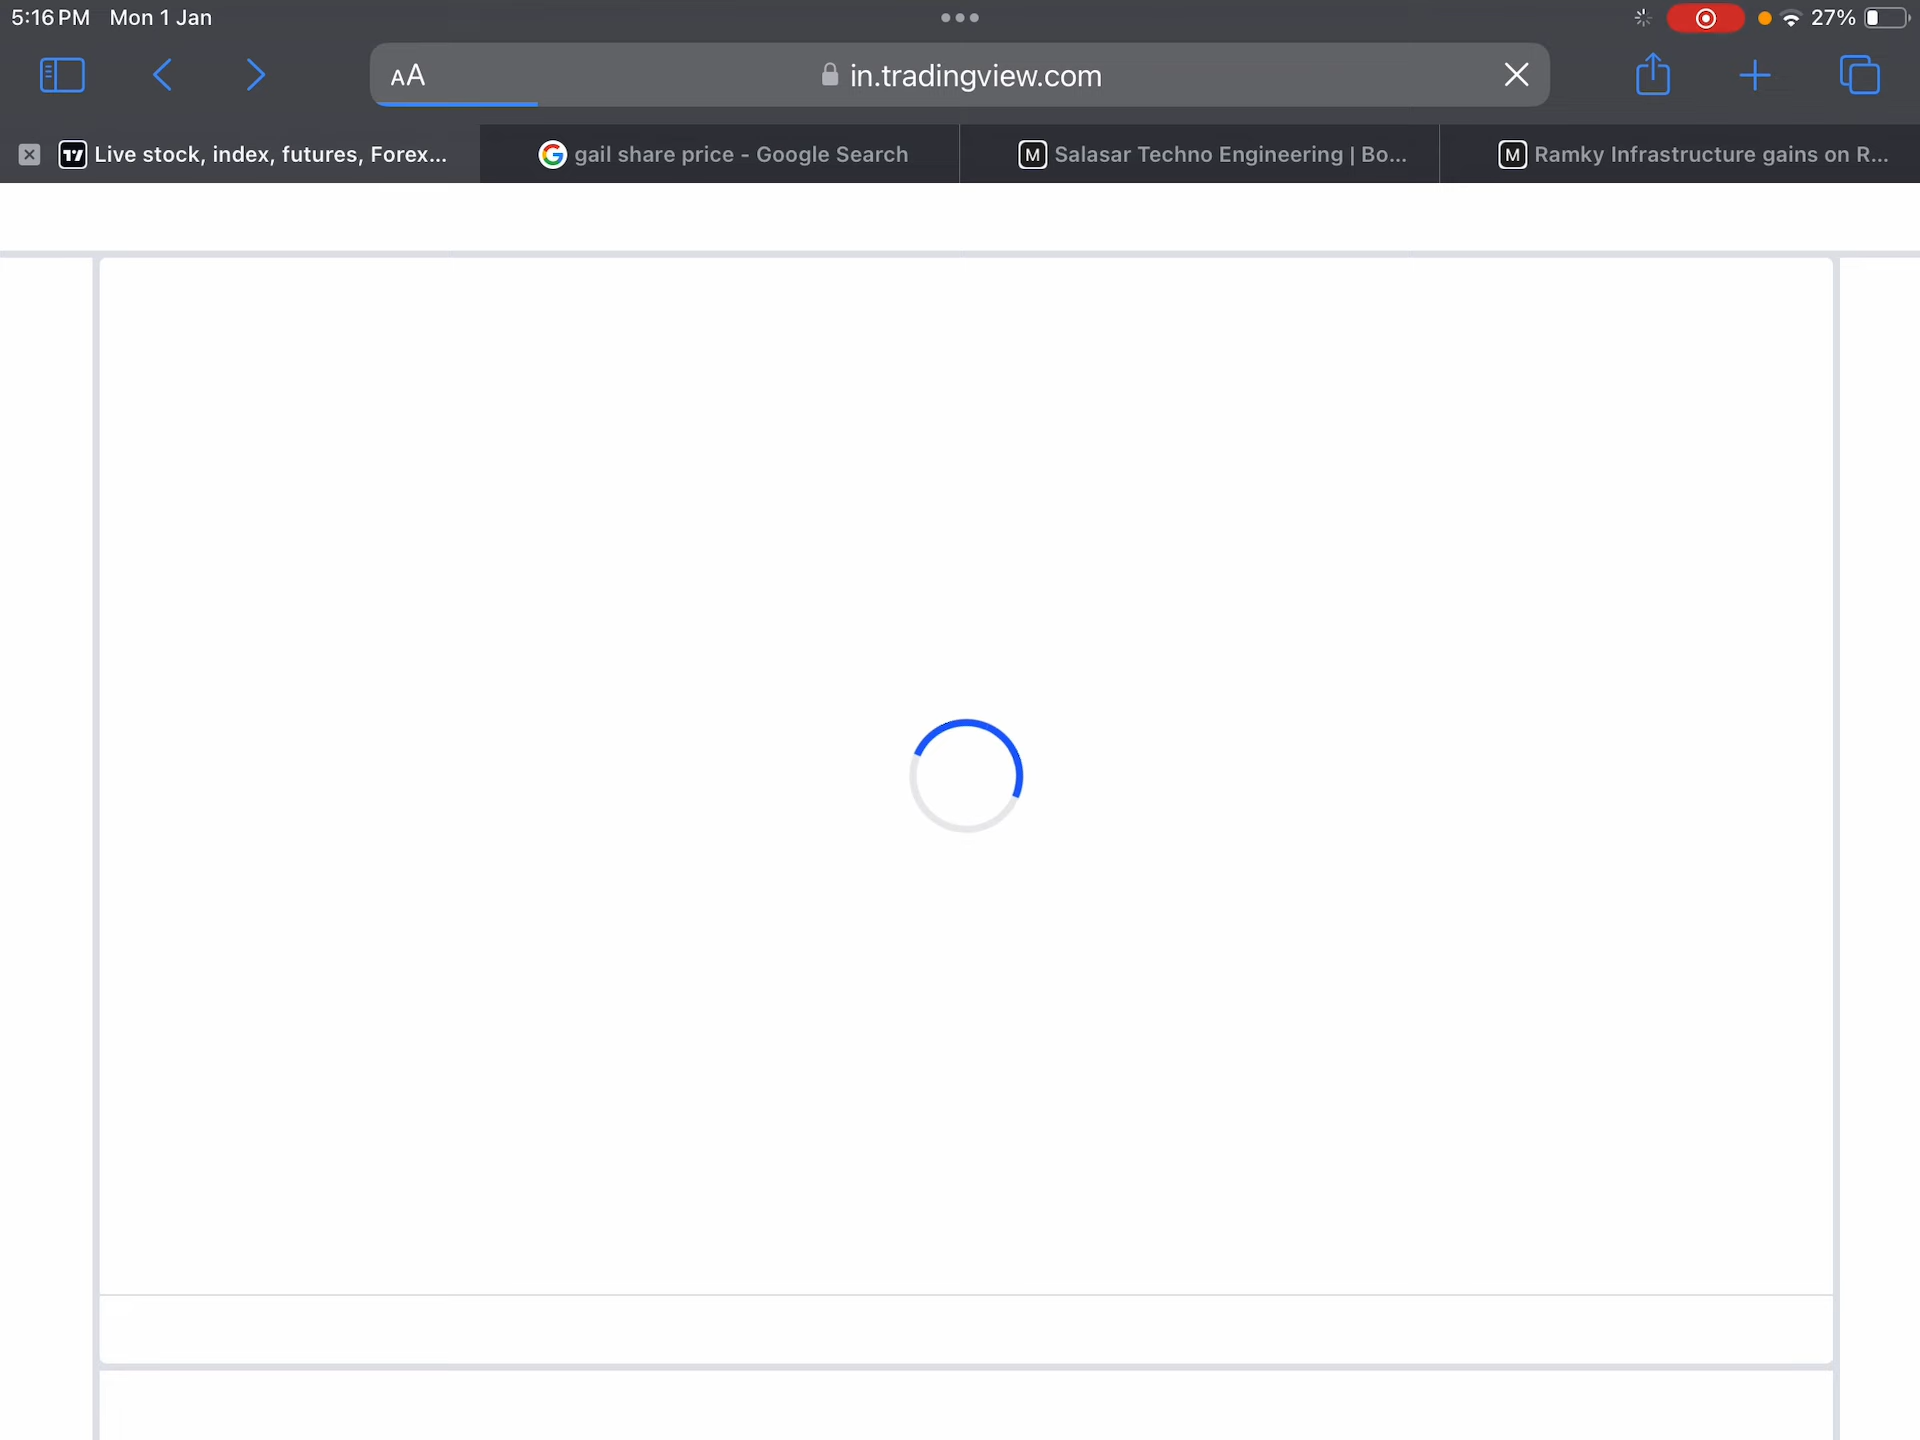 5:16 PM Mon 1 Jan
27%
AA
in.tradingview.com
Live stock, index, futures, Forex...
gail share price - Google Search
Salasar Techno Engineering | Bo...
Ramky Infrastructure gains on R...